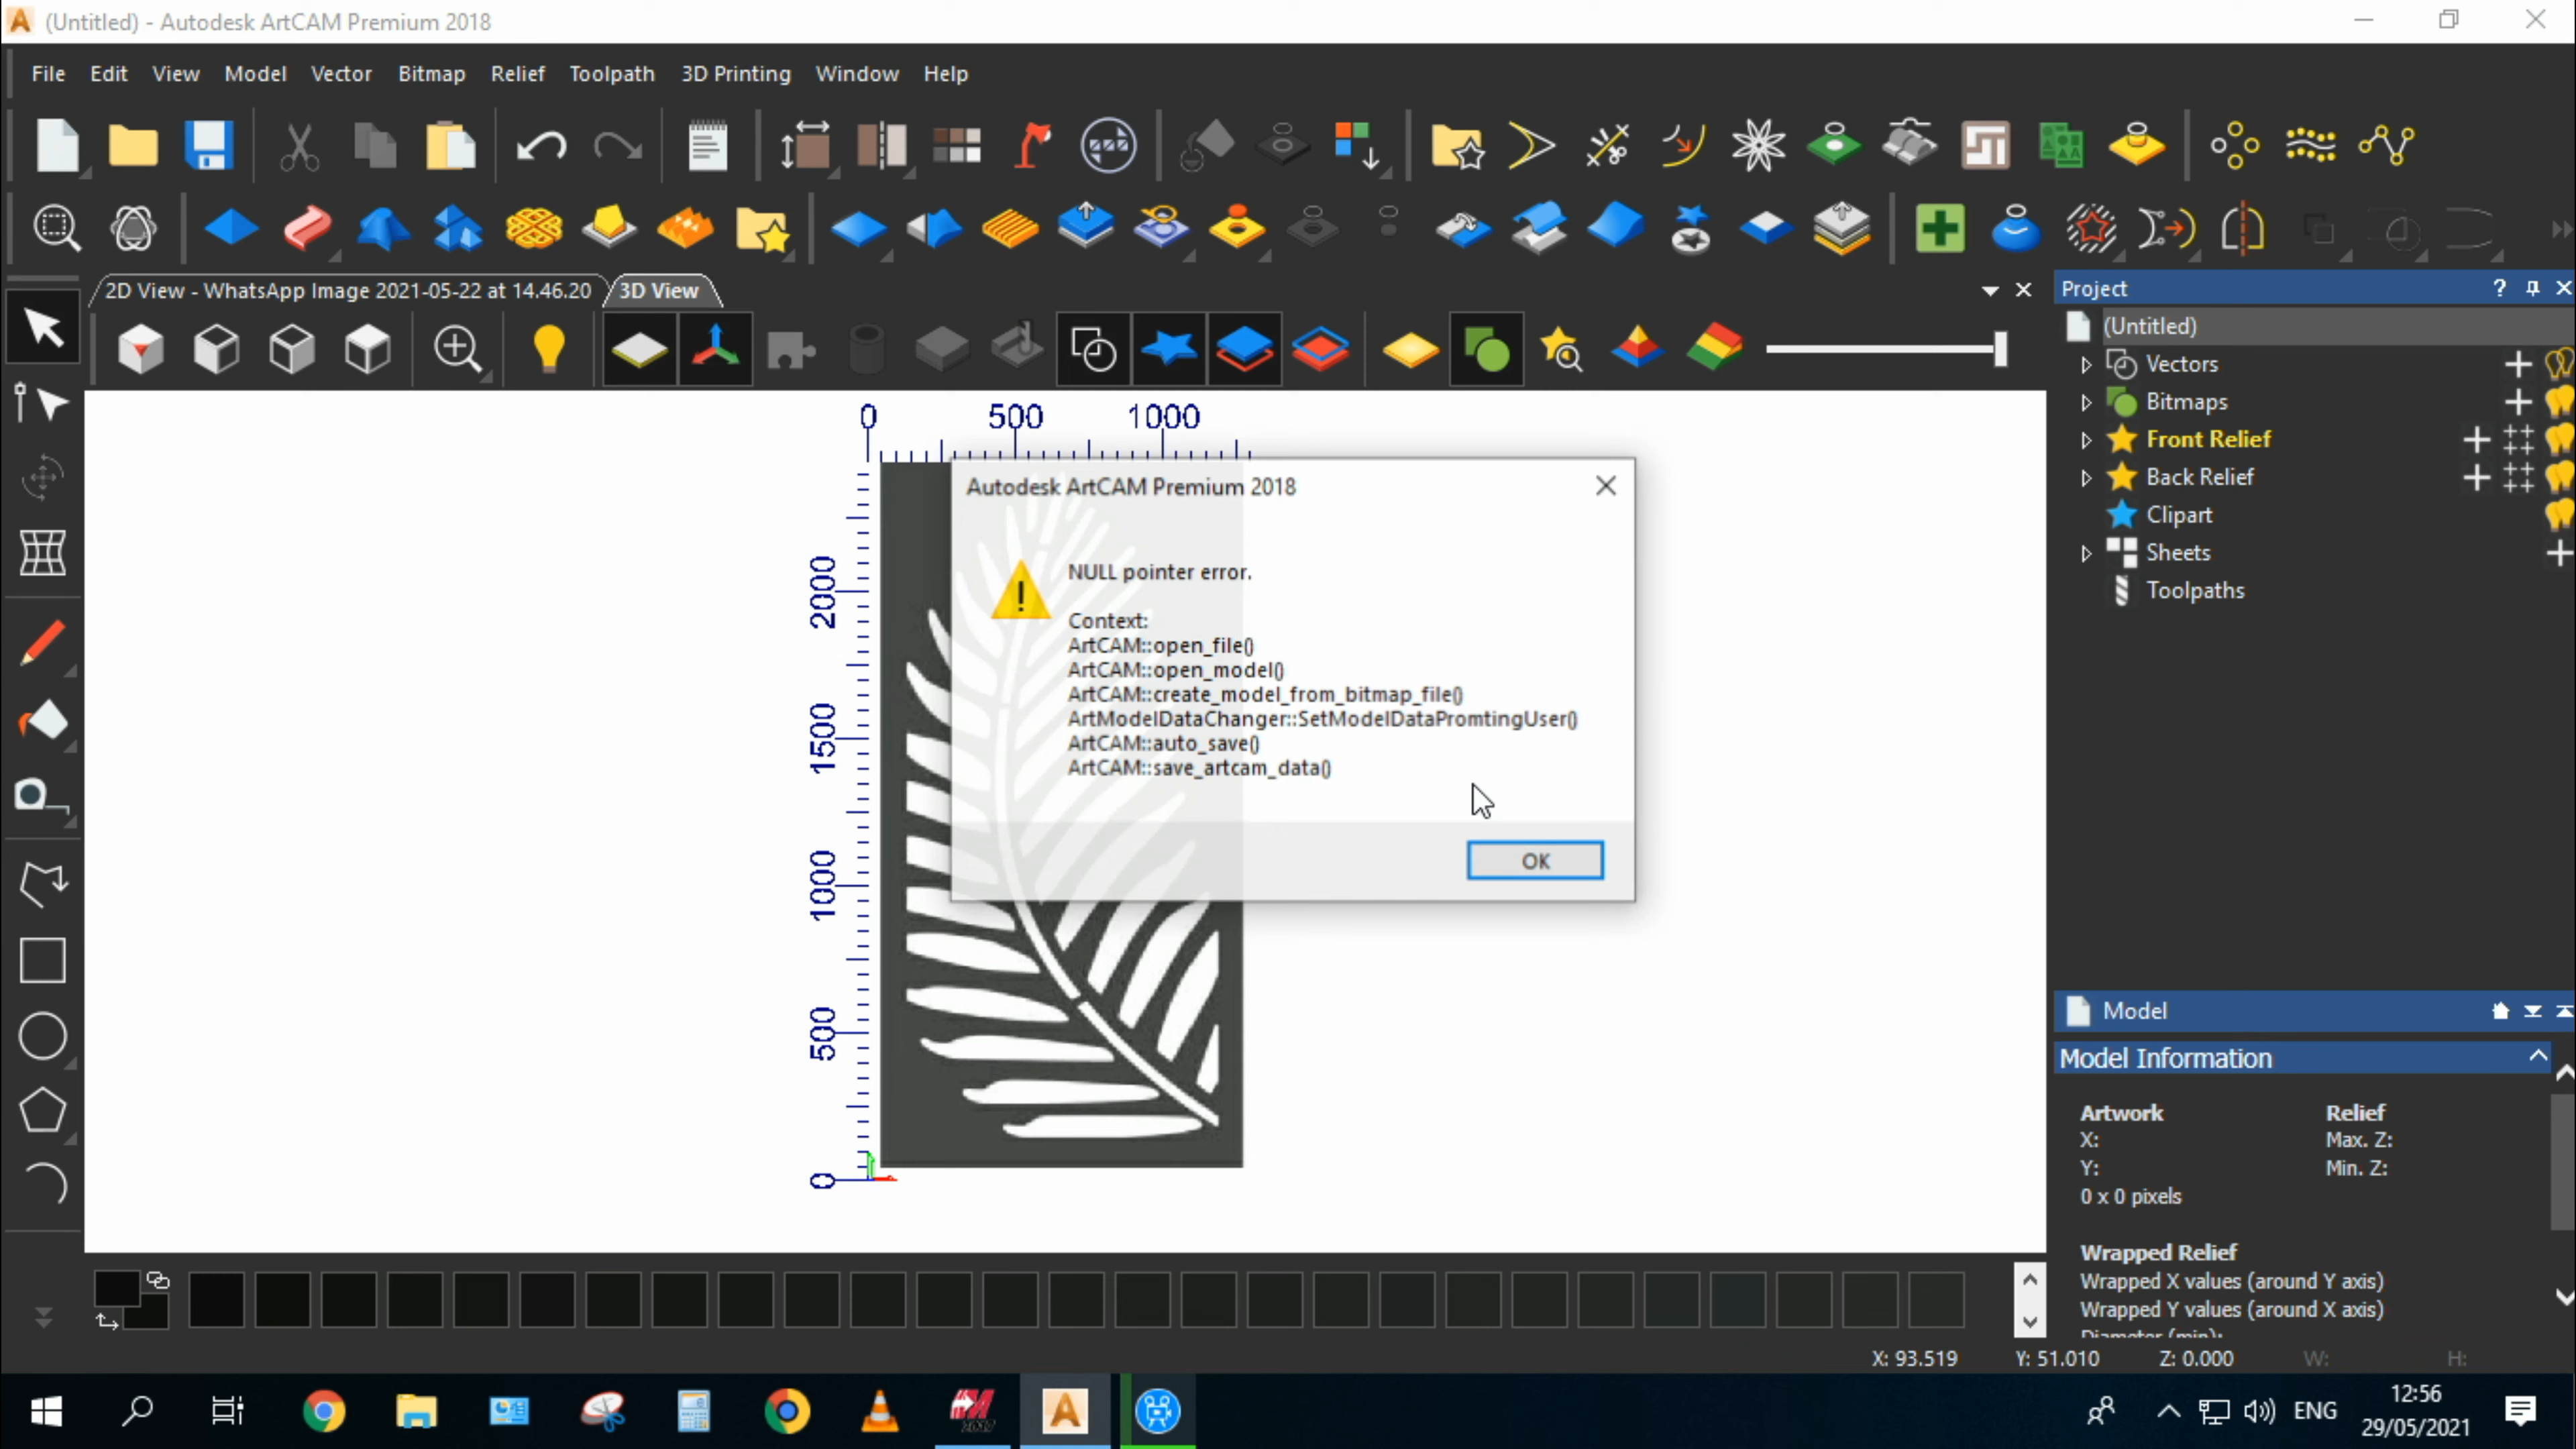 (Untitled) - Autodesk ArtCAM Premium 2018
File Edit View Model Vector Bitmap Relief Toolpath 3D Printing Window Help
2D View - WhatsApp Image 2021-05-22 at 14.46.20
3D View
Project
(Untitled)
Vectors
Bitmaps
Front Relief
Back Relief
Clipart
Sheets
Toolpaths
0 500 1000
2000
1500
1000
500
0
Autodesk ArtCAM Premium 2018
NULL pointer error.
Context:
ArtCAM::open_file()
ArtCAM::open_model()
ArtCAM::create_model_from_bitmap_file()
ArtModelDataChanger::SetModelDataPromtingUser()
ArtCAM::auto_save()
ArtCAM::save_artcam_data()
OK
Model
Model Information
Artwork Relief
X: Max. Z:
Y: Min. Z:
0 x 0 pixels
Wrapped Relief
Wrapped X values (around Y axis)
Wrapped Y values (around X axis)
Diameter (min):
X: 93.519 Y: 51.010 Z: 0.000 W: H:
ENG
12:56
29/05/2021